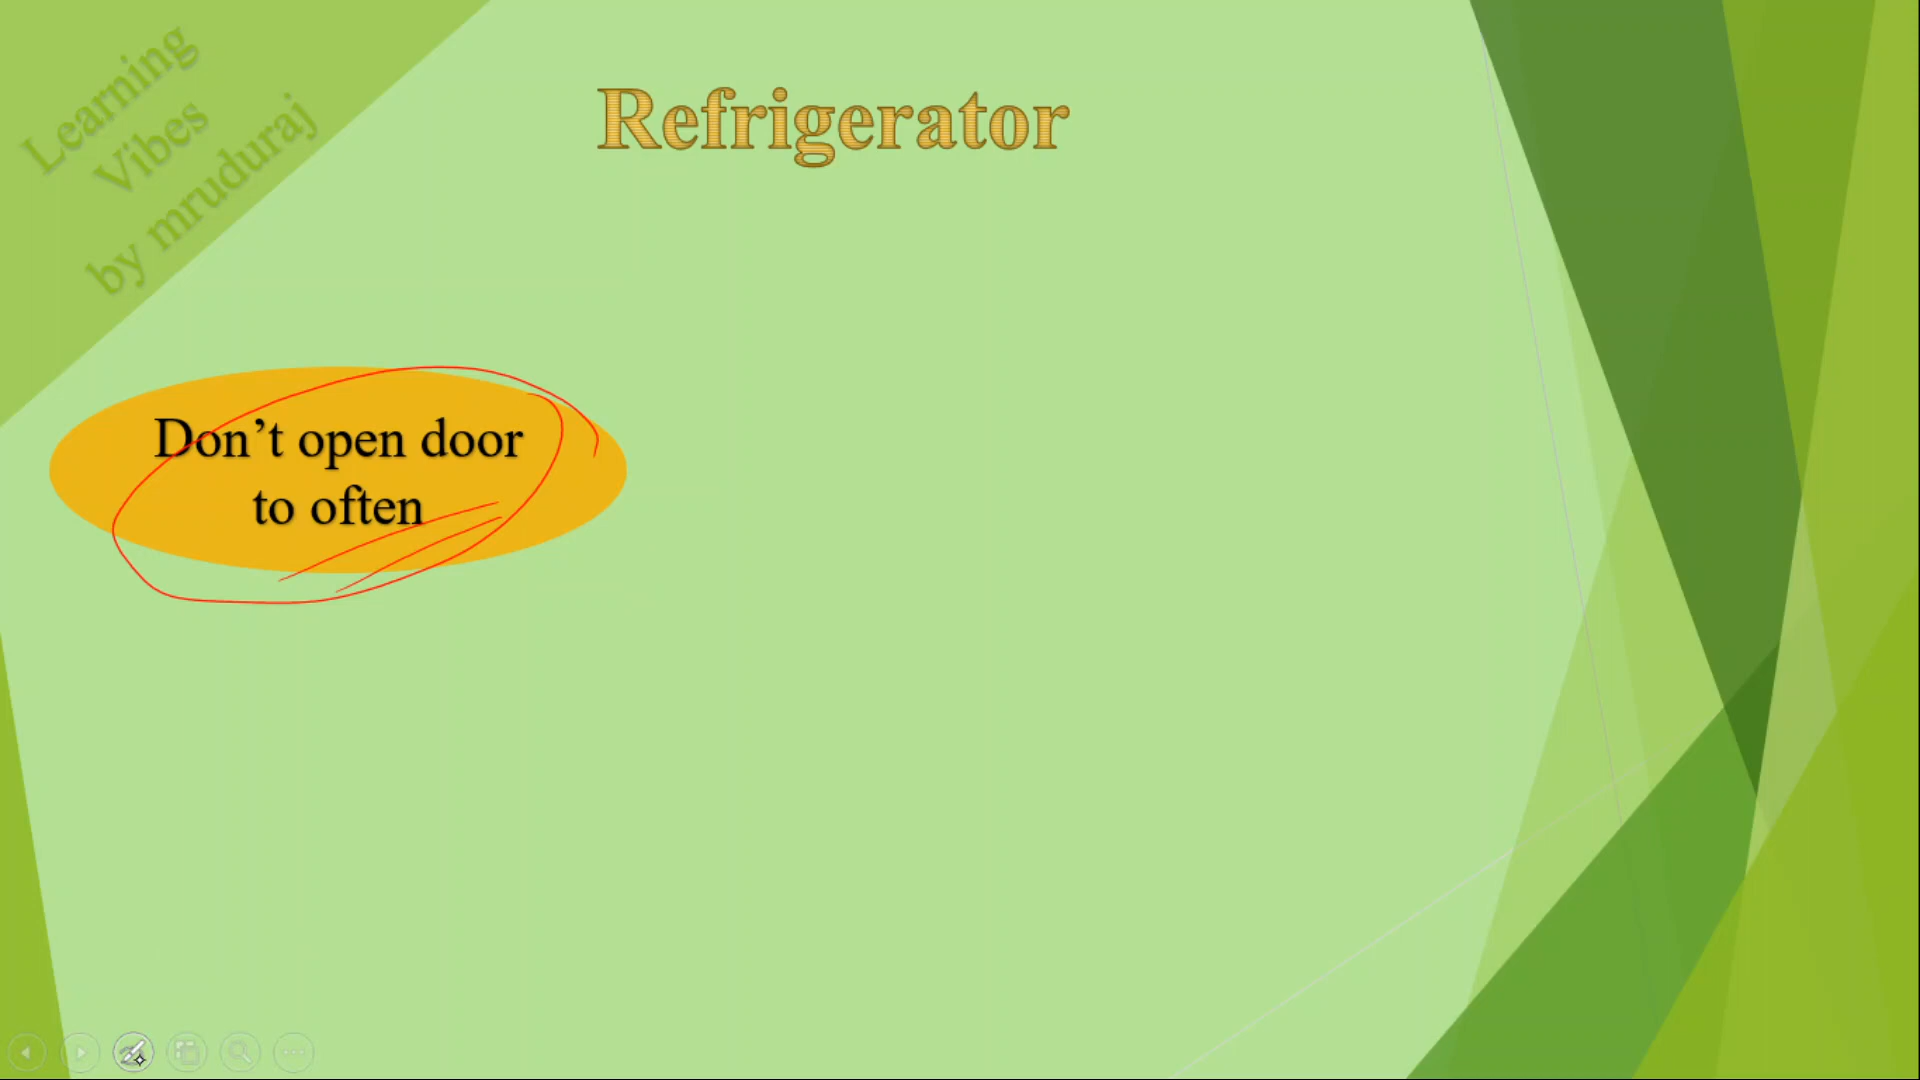 Learning
Vibes
by mruduraj
Refrigerator
Don’t open door
to often